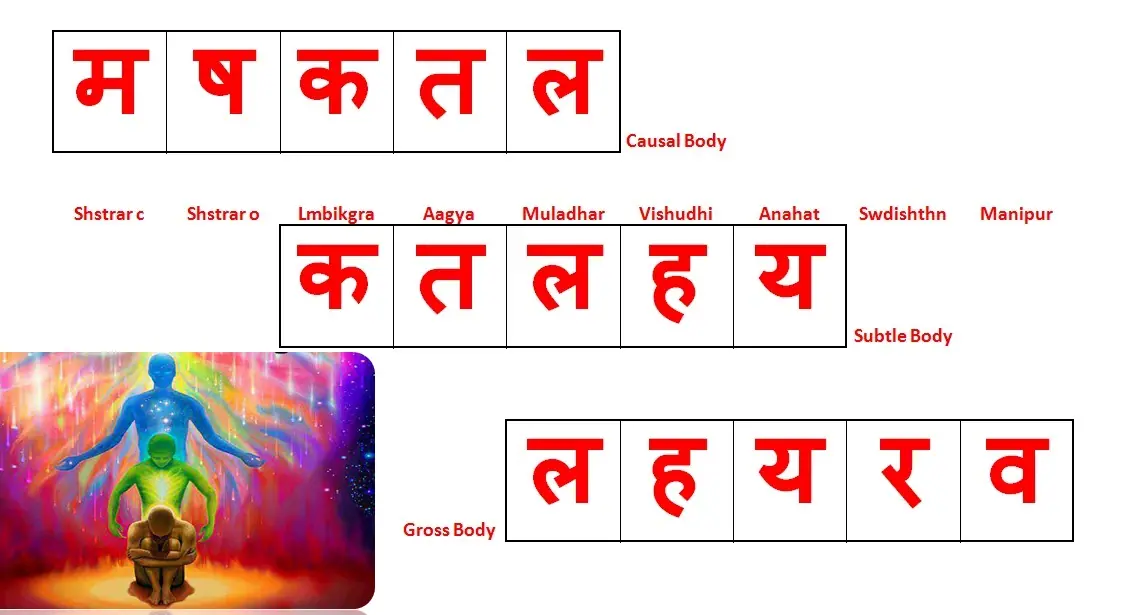 म ष क त ल
Causal Body
Shstrar c Shstrar o Lmbikgra Aagya Muladhar Vishudhi Anahat Swdishthn Manipur
क त ल ह य
Subtle Body
ल ह य र व
Gross Body